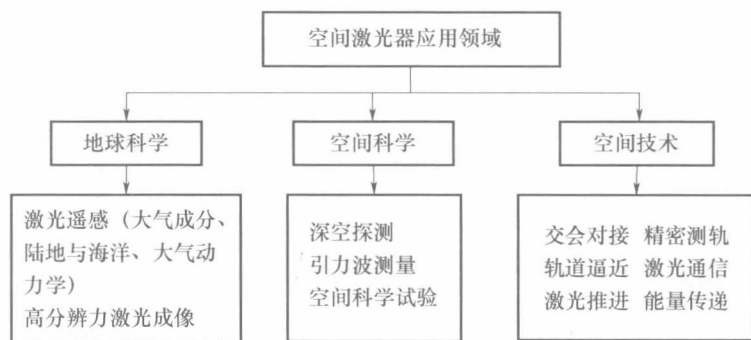 空间激光器应用领域
地球科学
空间科学
空间技术
激光遥感（大气成分、
陆地与海洋、大气动
力学）
高分辨力激光成像
深空探测
引力波测量
空间科学试验
交会对接 精密测轨
轨道逼近 激光通信
激光推进 能量传递